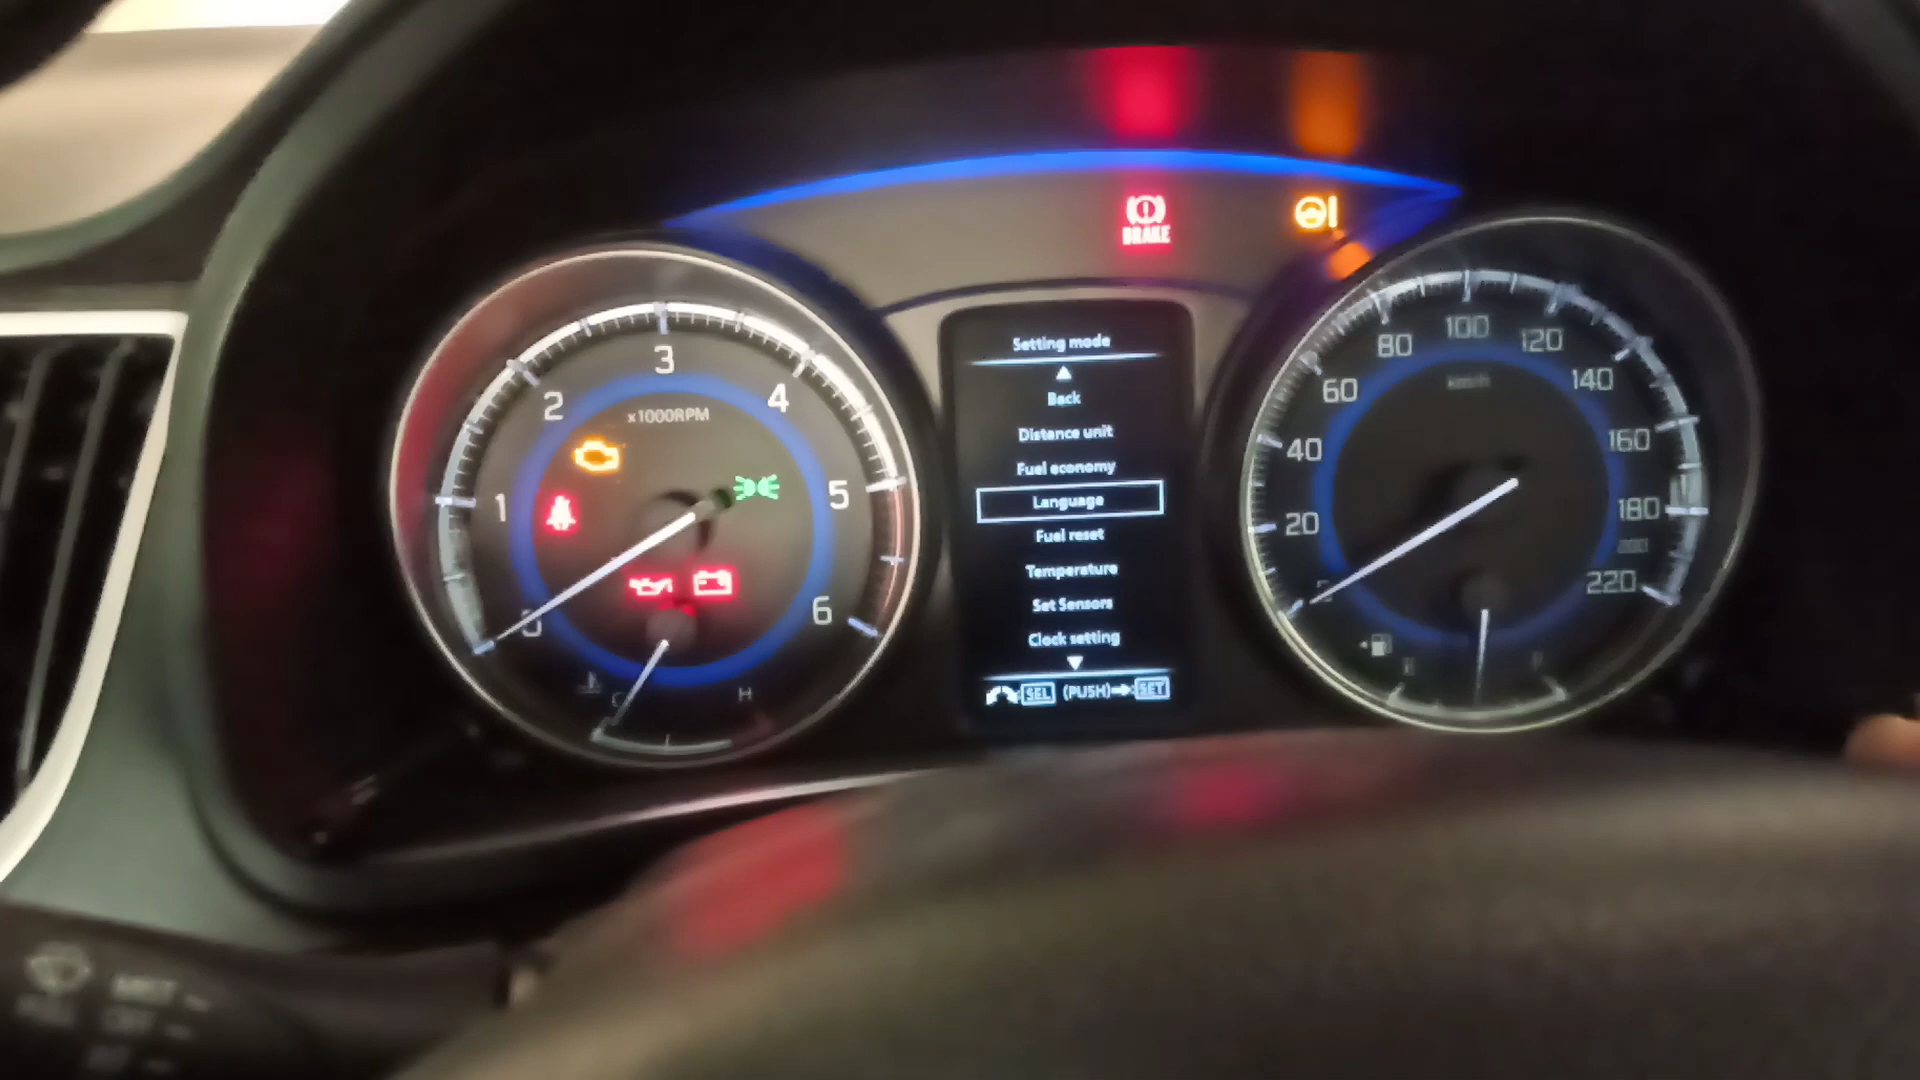 BRAKE
3
2
4
x1000RPM
1
5
6
H
Setting mode
Back
Distance unit
Fuel economy
Language
Fuel reset
Temperature
Set Sensors
Clock setting
SEL (PUSH) SET
100
80
120
km/h
60
140
40
160
20
180
200
220
E
F